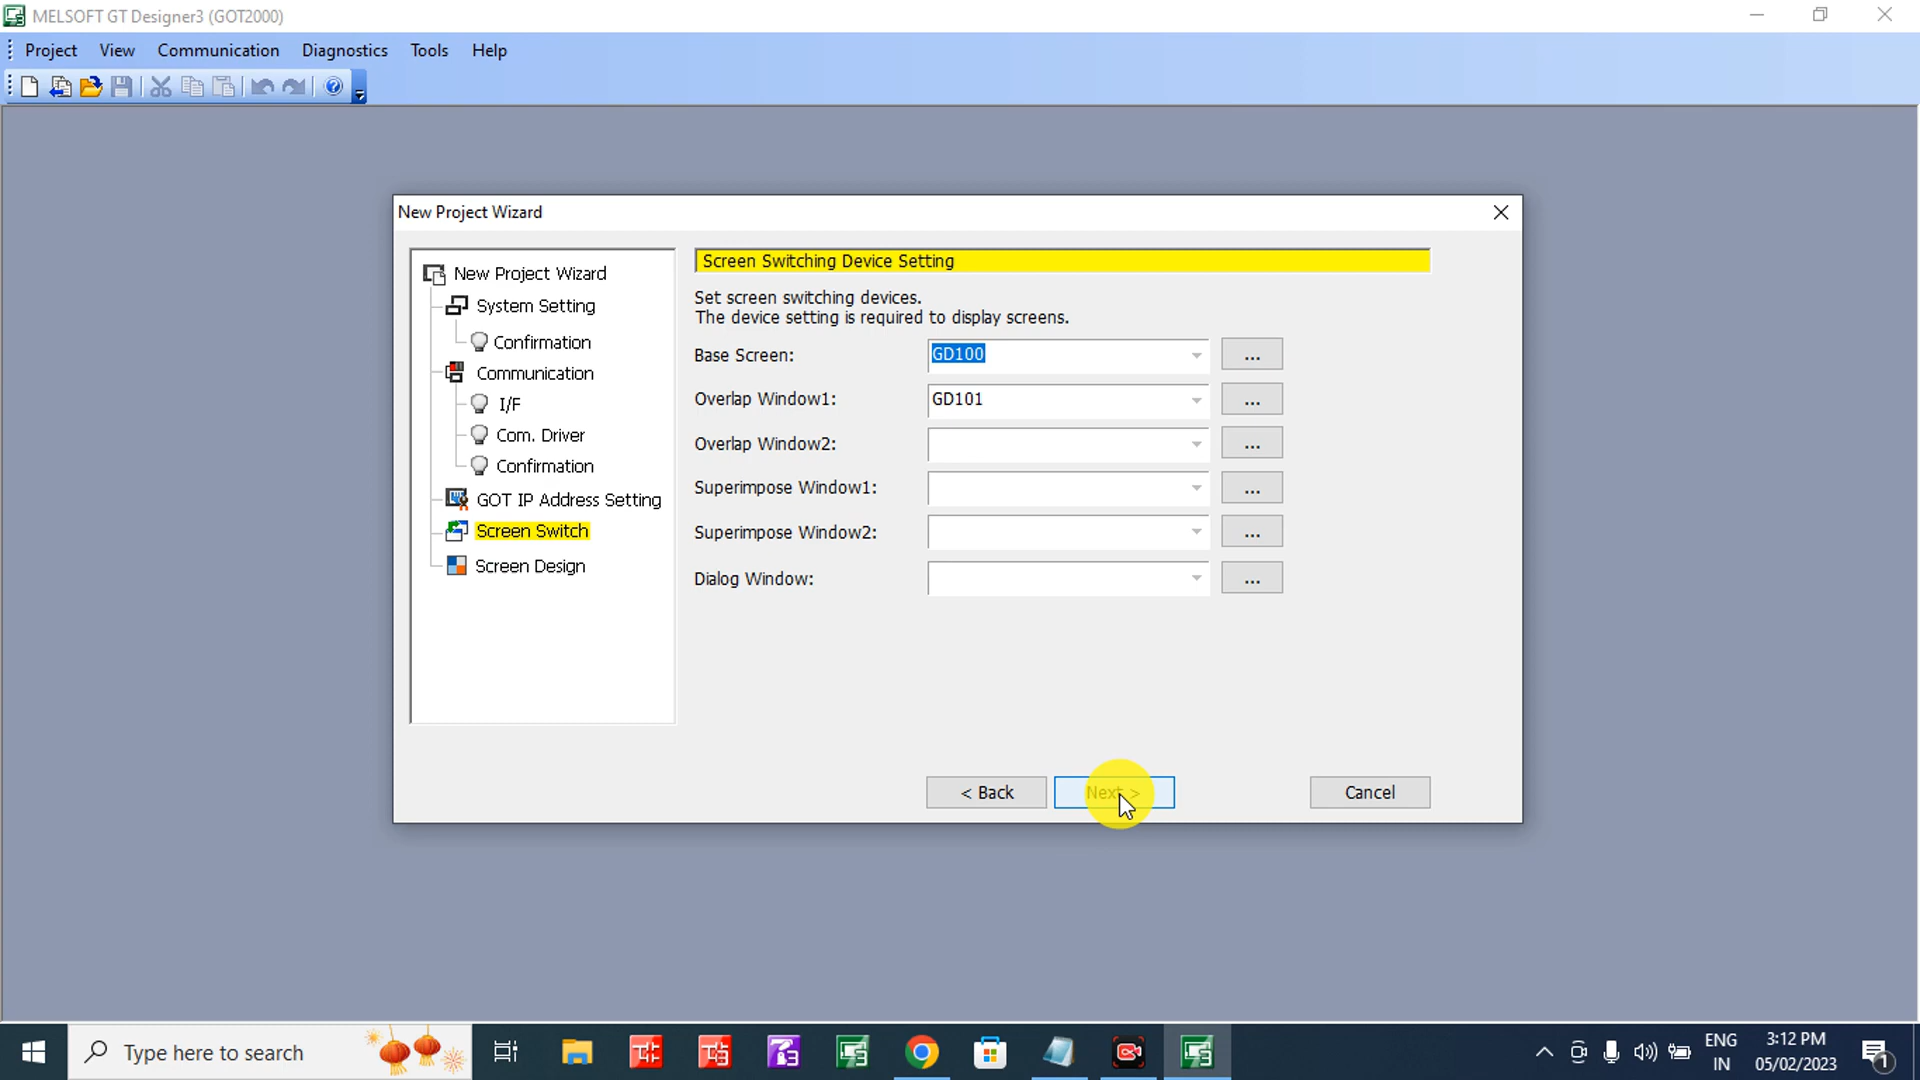 MELSOFT GT Designer3 (GOT2000)
Project View Communication Diagnostics Tools Help
New Project Wizard
New Project Wizard
System Setting
Confirmation
Communication
I/F
Com. Driver
Confirmation
GOT IP Address Setting
Screen Switch
Screen Design
Screen Switching Device Setting
Set screen switching devices.
The device setting is required to display screens.
Base Screen: GD100 ...
Overlap Window1: GD101 ...
Overlap Window2: ...
Superimpose Window1: ...
Superimpose Window2: ...
Dialog Window: ...
< Back Next > Cancel
Type here to search
ENG
IN
3:12 PM
05/02/2023
1